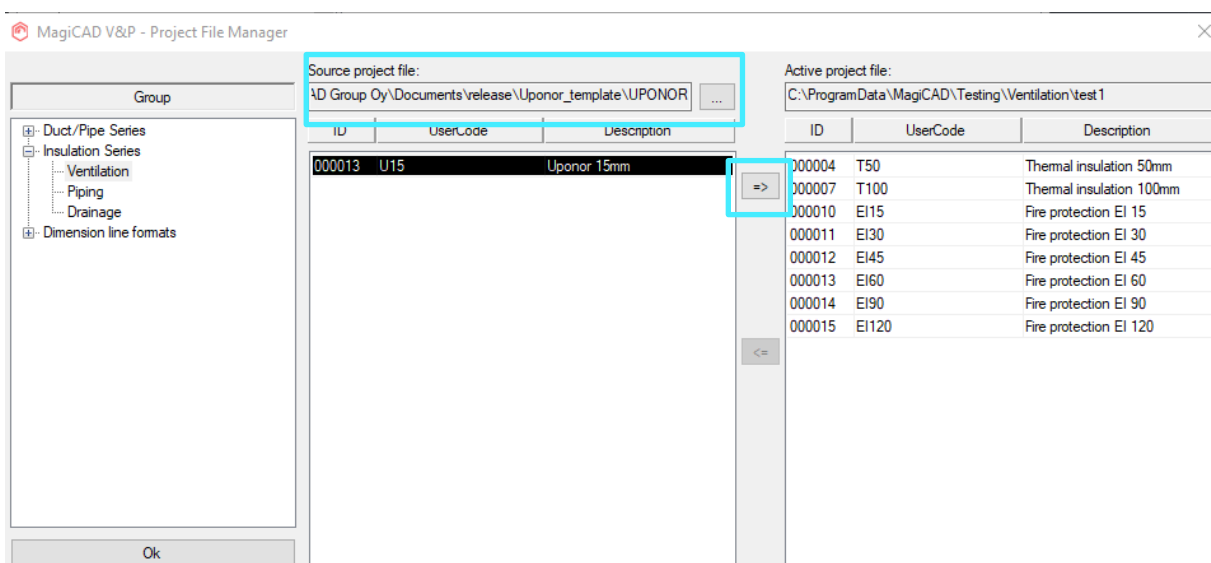 MagiCAD V&P - Project File Manager
Group
Duct/Pipe Series
Insulation Series
Ventilation
Piping
Drainage
Dimension line formats
Ok
Source project file:
\D Group Oy\Documents\release\Uponor_template\UPONOR ...
ID UserCode Description
000013 U15 Uponor 15mm
=>
<=
Active project file:
C:\ProgramData\MagiCAD\Testing\Ventilation\test1
ID UserCode Description
000004 T50 Thermal insulation 50mm
000007 T100 Thermal insulation 100mm
000010 EI15 Fire protection EI 15
000011 EI30 Fire protection EI 30
000012 EI45 Fire protection EI 45
000013 EI60 Fire protection EI 60
000014 EI90 Fire protection EI 90
000015 EI120 Fire protection EI 120